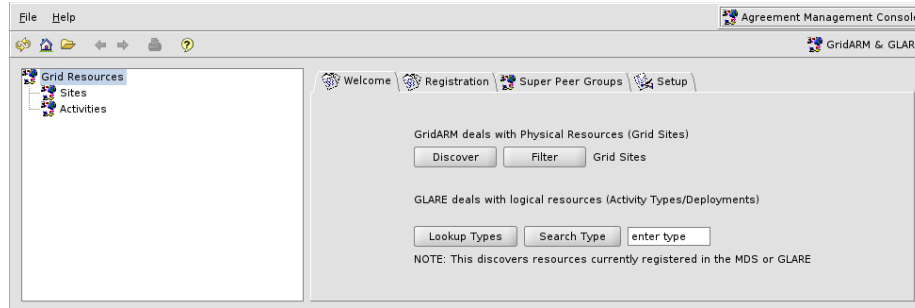 File Help
Agreement Management Consol
GridARM & GLAR
Grid Resources
Sites
Activities
Welcome Registration Super Peer Groups Setup
GridARM deals with Physical Resources (Grid Sites)
Discover Filter Grid Sites
GLARE deals with logical resources (Activity Types/Deployments)
Lookup Types Search Type enter type
NOTE: This discovers resources currently registered in the MDS or GLARE